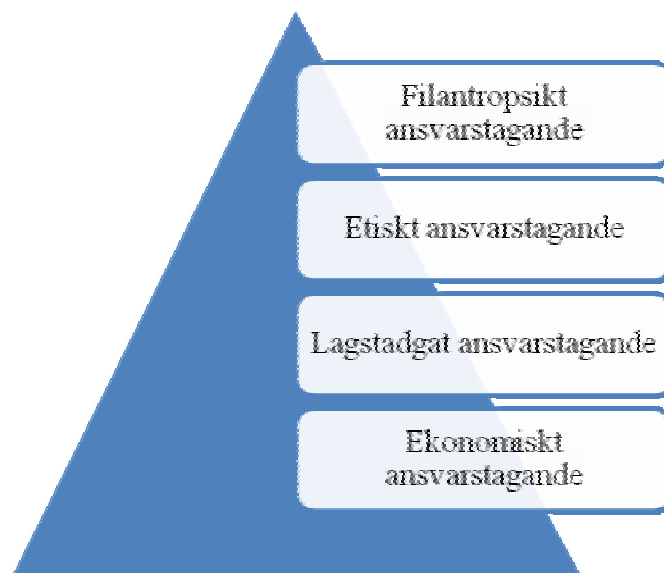 Filantropsikt
ansvarstagande
Etiskt ansvarstagande
Lagstadgat ansvarstagande
Ekonomiskt
ansvarstagande